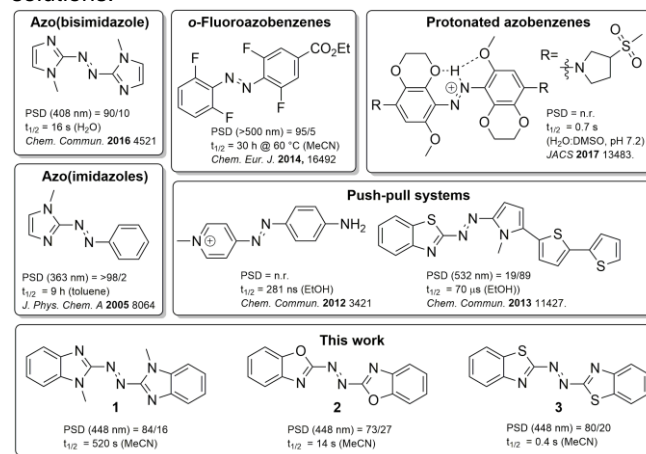 solutions.
Azo(bisimidazole)
PSD (408 nm) = 90/10
t1/2 = 16 s (H2O)
Chem. Commun. 2016 4521
o-Fluoroazobenzenes
F
F
CO2Et
N
N
F
F
PSD (>500 nm) = 95/5
t1/2 = 30 h @ 60 °C (MeCN)
Chem. Eur. J. 2014, 16492
Protonated azobenzenes
R=
PSD = n.r.
t1/2 = 0.7 s
(H2O:DMSO, pH 7.2)
JACS 2017 13483.
Azo(imidazoles)
PSD (363 nm) = >98/2
t1/2 = 9 h (toluene)
J. Phys. Chem. A 2005 8064
Push-pull systems
NH2
PSD = n.r.
t1/2 = 281 ns (EtOH)
Chem. Commun. 2012 3421
PSD (532 nm) = 19/89
t1/2 = 70 μs (EtOH))
Chem. Commun. 2013 11427.
This work
1
PSD (448 nm) = 84/16
t1/2 = 520 s (MeCN)
2
PSD (448 nm) = 73/27
t1/2 = 14 s (MeCN)
3
PSD (448 nm) = 80/20
t1/2 = 0.4 s (MeCN)